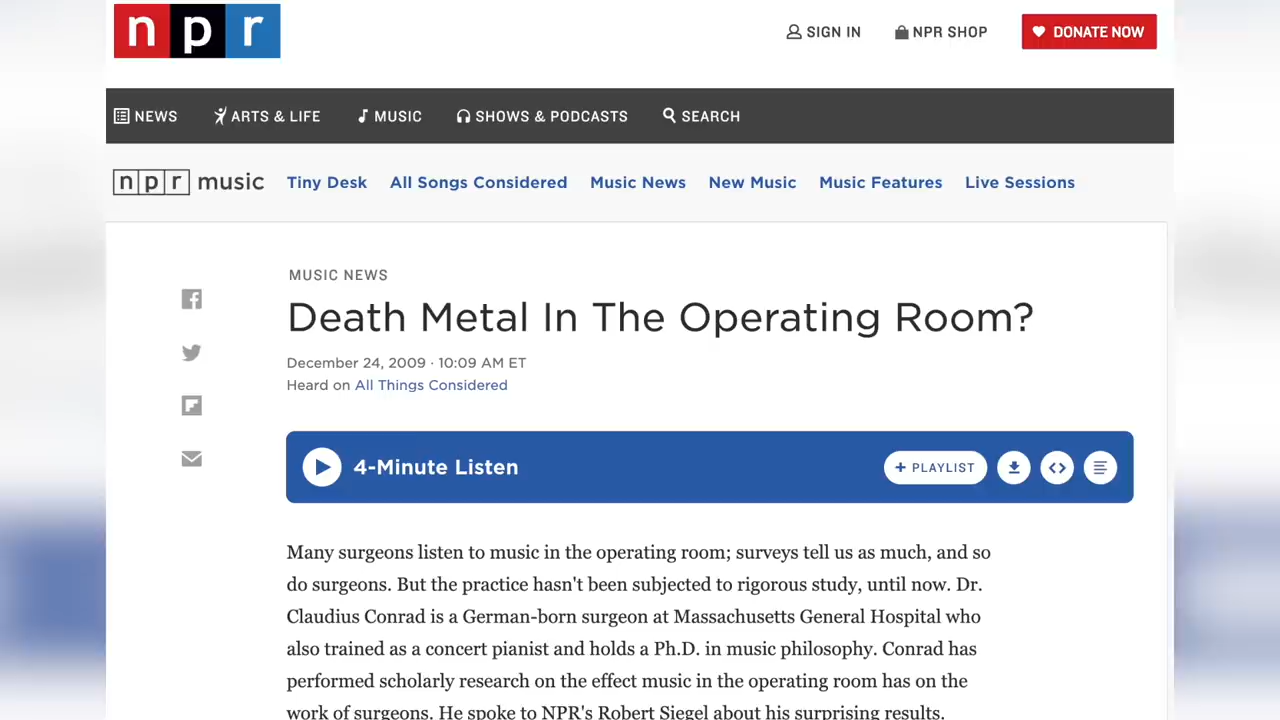 npr
SIGN IN
NPR SHOP
DONATE NOW
NEWS
ARTS & LIFE
MUSIC
SHOWS & PODCASTS
SEARCH
npr music
Tiny Desk
All Songs Considered
Music News
New Music
Music Features
Live Sessions
MUSIC NEWS
Death Metal In The Operating Room?
December 24, 2009 · 10:09 AM ET
Heard on All Things Considered
4-Minute Listen
+ PLAYLIST
Many surgeons listen to music in the operating room; surveys tell us as much, and so
do surgeons. But the practice hasn't been subjected to rigorous study, until now. Dr.
Claudius Conrad is a German-born surgeon at Massachusetts General Hospital who
also trained as a concert pianist and holds a Ph.D. in music philosophy. Conrad has
performed scholarly research on the effect music in the operating room has on the
work of surgeons. He spoke to NPR's Robert Siegel about his surprising results.